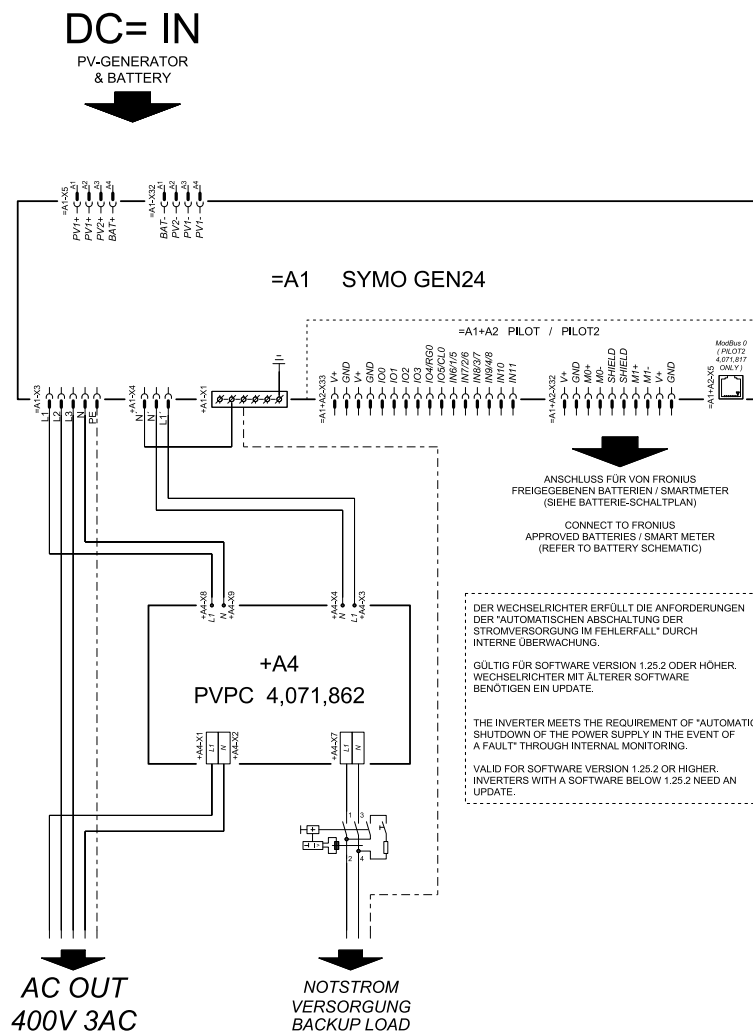 DC= IN
PV-GENERATOR
& BATTERY
=A1-X5
A1
A2
A3
A4
PV1+
PV1+
PV2+
BAT+
=A1-X32
A1
A2
A3
A4
BAT-
PV2-
PV1-
PV1-
=A1 SYMO GEN24
=A1+A2 PILOT / PILOT2
ModBus 0
( PILOT2
4,071,817
ONLY )
=A1-X3
L1
L2
L3
N
PE
+A1-X4
N'
N'
L1'
+A1-X1
=A1+A2-X33
V+
GND
V+
GND
IO0
IO1
IO2
IO3
IO4/RG0
IO5/CL0
IN6/1/5
IN7/2/6
IN8/3/7
IN9/4/8
IN10
IN11
=A1+A2-X32
V+
GND
M0+
M0-
SHIELD
SHIELD
M1+
M1-
V+
GND
=A1+A2-X5
ANSCHLUSS FÜR VON FRONIUS
FREIGEGEBENEN BATTERIEN / SMARTMETER
(SIEHE BATTERIE-SCHALTPLAN)
CONNECT TO FRONIUS
APPROVED BATTERIES / SMART METER
(REFER TO BATTERY SCHEMATIC)
+A4-X8
L1
N
+A4-X9
+A4-X4
N
L1
+A4-X3
+A4
PVPC 4,071,862
+A4-X1
L1
N
+A4-X2
+A4-X7
L1
N
1 3
2 4
DER WECHSELRICHTER ERFÜLLT DIE ANFORDERUNGEN
DER "AUTOMATISCHEN ABSCHALTUNG DER
STROMVERSORGUNG IM FEHLERFALL" DURCH
INTERNE ÜBERWACHUNG.
GÜLTIG FÜR SOFTWARE VERSION 1.25.2 ODER HÖHER.
WECHSELRICHTER MIT ÄLTERER SOFTWARE
BENÖTIGEN EIN UPDATE.
THE INVERTER MEETS THE REQUIREMENT OF "AUTOMATIC
SHUTDOWN OF THE POWER SUPPLY IN THE EVENT OF
A FAULT" THROUGH INTERNAL MONITORING.
VALID FOR SOFTWARE VERSION 1.25.2 OR HIGHER.
INVERTERS WITH A SOFTWARE BELOW 1.25.2 NEED AN
UPDATE.
AC OUT
400V 3AC
NOTSTROM
VERSORGUNG
BACKUP LOAD